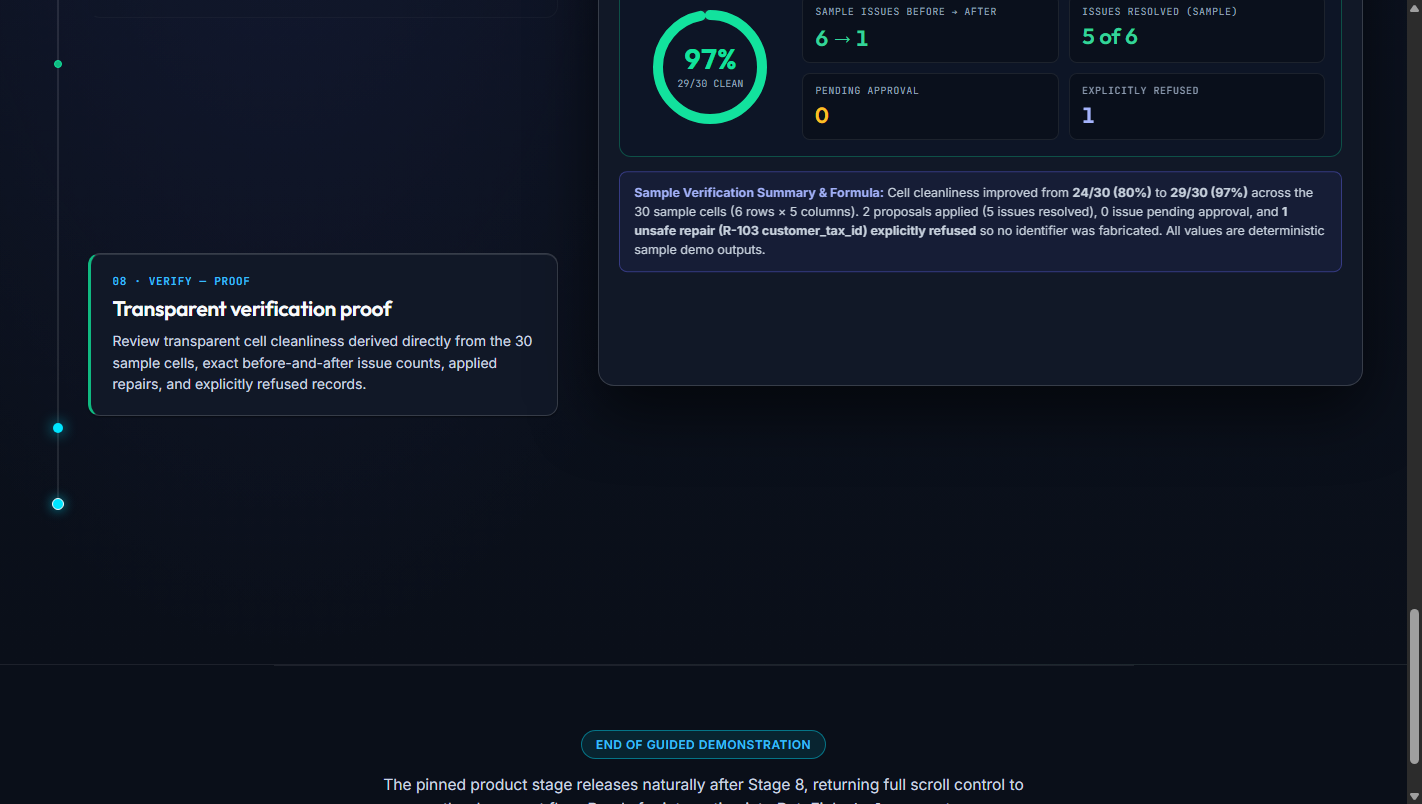 SAMPLE ISSUES BEFORE → AFTER
6 → 1
ISSUES RESOLVED (SAMPLE)
5 of 6
97%
29/30 CLEAN
PENDING APPROVAL
0
EXPLICITLY REFUSED
1
Sample Verification Summary & Formula: Cell cleanliness improved from 24/30 (80%) to 29/30 (97%) across the
30 sample cells (6 rows × 5 columns). 2 proposals applied (5 issues resolved), 0 issue pending approval, and 1
unsafe repair (R-103 customer_tax_id) explicitly refused so no identifier was fabricated. All values are deterministic
sample demo outputs.
08 · VERIFY — PROOF
Transparent verification proof
Review transparent cell cleanliness derived directly from the 30
sample cells, exact before-and-after issue counts, applied
repairs, and explicitly refused records.
END OF GUIDED DEMONSTRATION
The pinned product stage releases naturally after Stage 8, returning full scroll control to